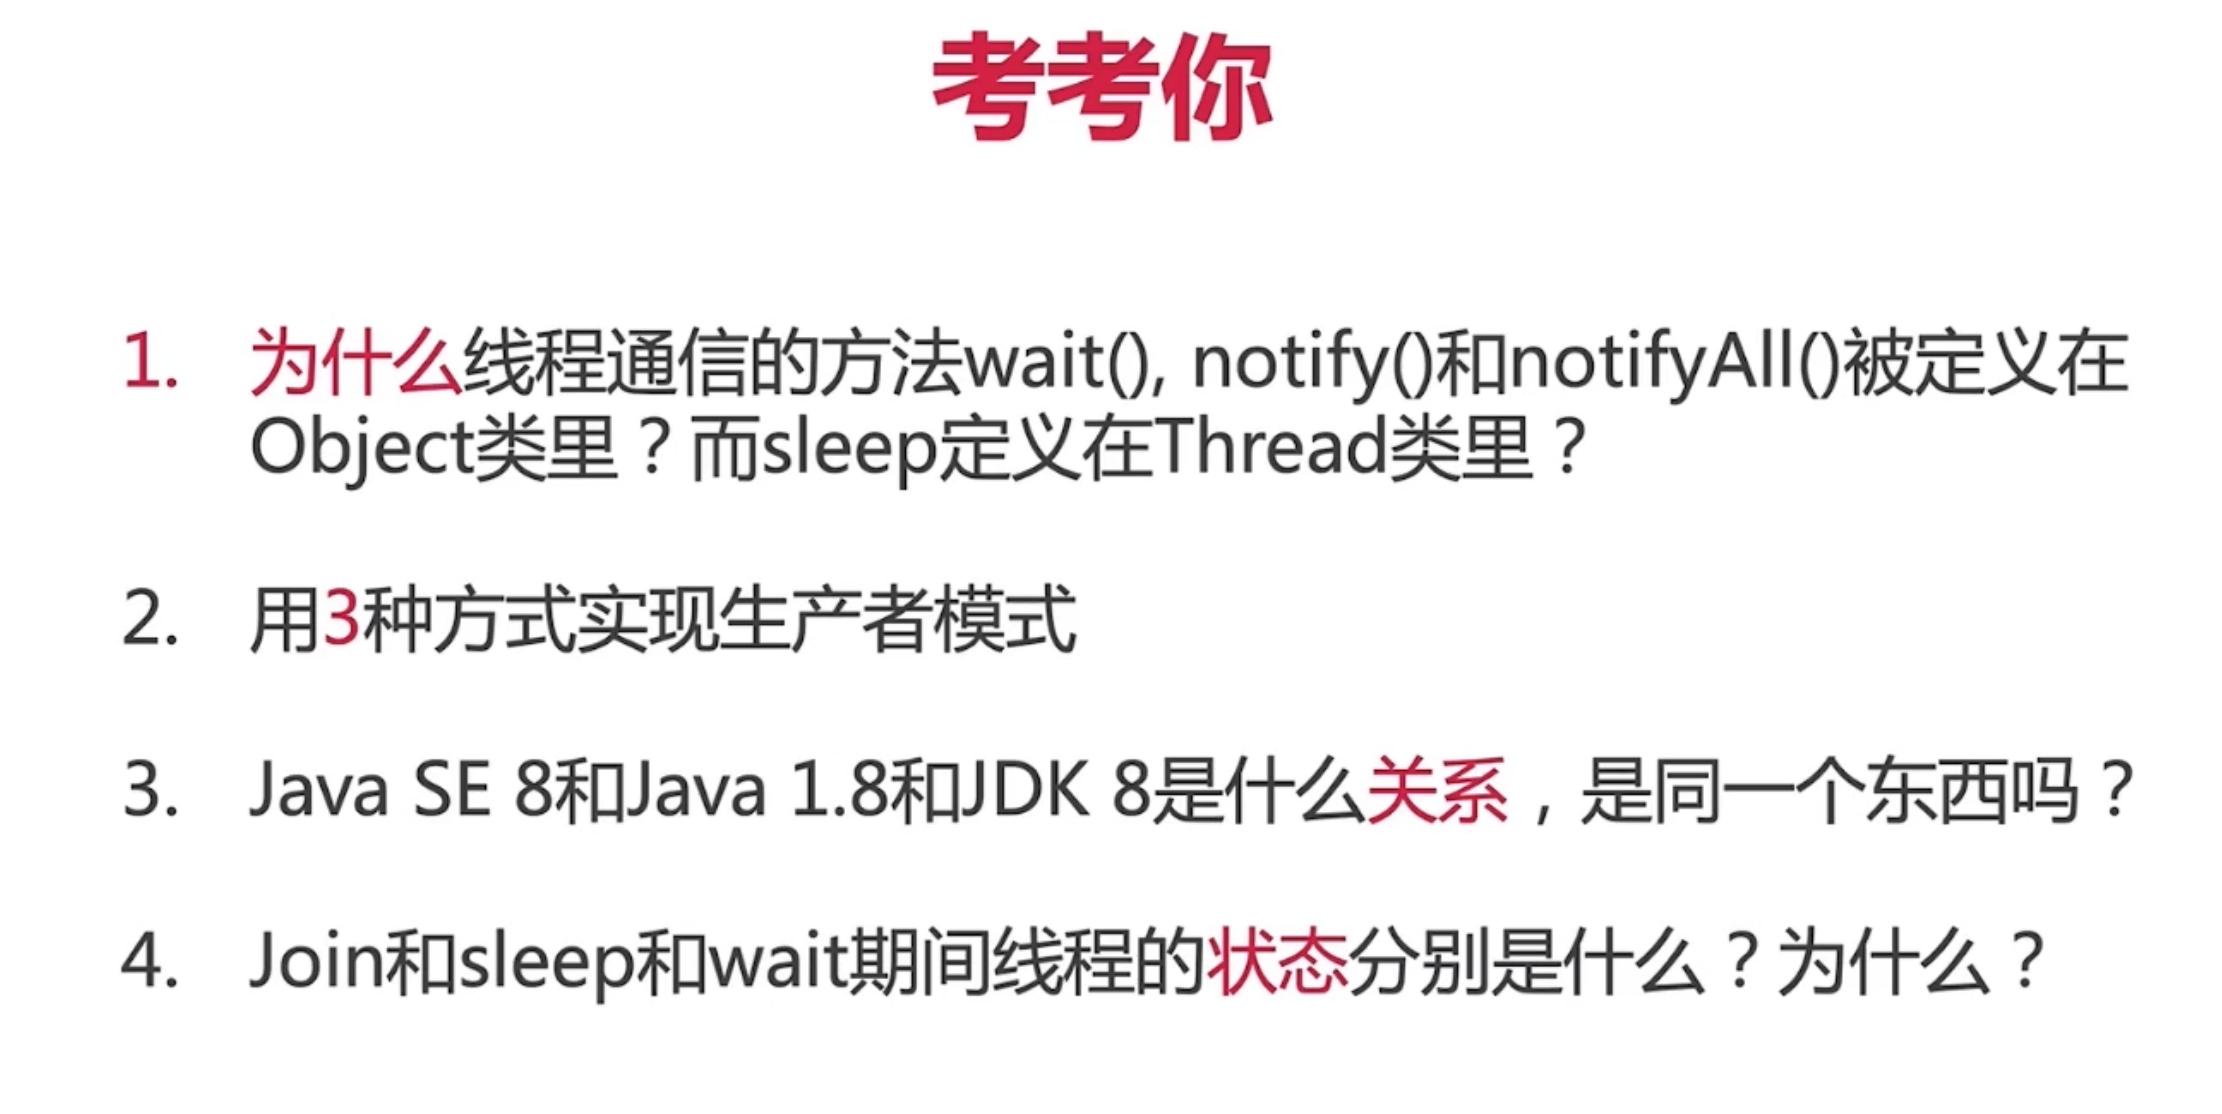 考考你
1. 为什么线程通信的方法wait(), notify()和notifyAll()被定义在
Object类里？而sleep定义在Thread类里？
2. 用3种方式实现生产者模式
3. Java SE 8和Java 1.8和JDK 8是什么关系，是同一个东西吗？
4. Join和sleep和wait期间线程的状态分别是什么？为什么？